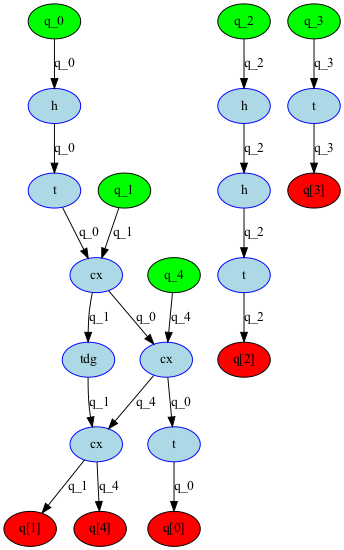 q_0 q_2 q_3
q_0 q_2 q_3
h h t
q_0 q_2 q_3
t q_1 h q[3]
q_0 q_1 q_2
cx q_4 t
q_1 q_0 q_4 q_2
tdg cx q[2]
q_1 q_4 q_0
cx t
q_1 q_4 q_0
q[1] q[4] q[0]